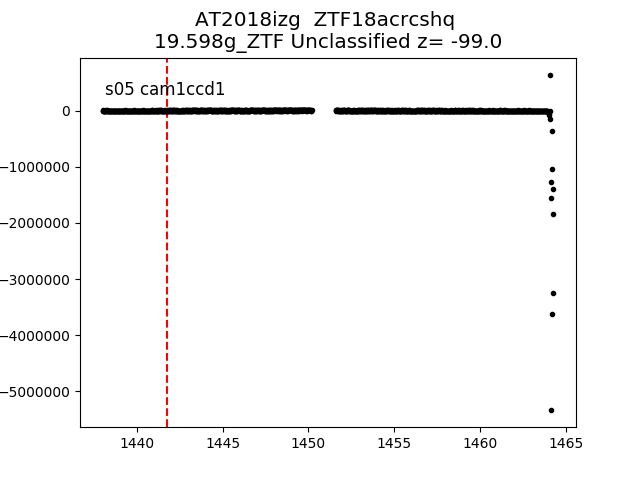 AT2018izg  ZTF18acrcshq
19.598g_ZTF Unclassified z= -99.0
s05 cam1ccd1
0
−1000000
−2000000
−3000000
−4000000
−5000000
1440 1445 1450 1455 1460 1465